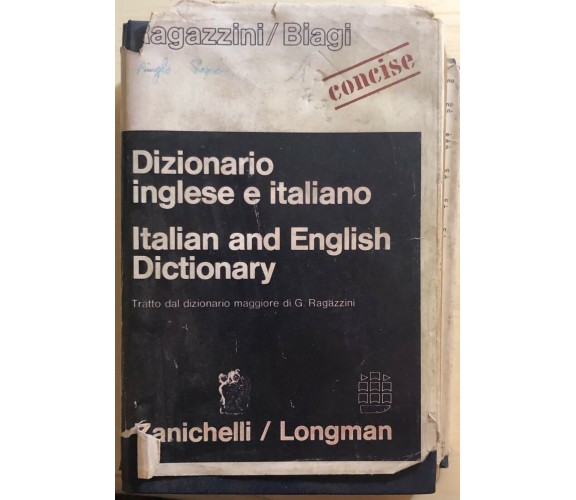 Ragazzini/Biagi
concise
Dizionario
inglese e italiano
Italian and English
Dictionary
Tratto dal dizionario maggiore di G. Ragazzini
Zanichelli / Longman